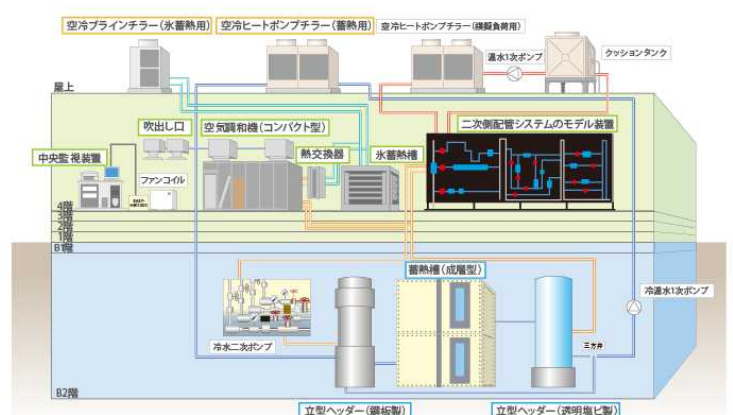 空冷ブラインチラー(氷蓄熱用)
空冷ヒートポンプチラー(蓄熱用)
空冷ヒートポンプチラー(模擬負荷用)
温水1次ポンプ
クッションタンク
屋上
吹出し口
空気調和機(コンパクト型)
二次側配管システムのモデル装置
中央監視装置
熱交換器
氷蓄熱槽
ファンコイル
4階
3階
2階
1階
B1階
蓄熱槽(成層型)
冷温水1次ポンプ
冷水二次ポンプ
三方弁
B2階
立型ヘッダー(鋼板製)
立型ヘッダー(透明塩ビ製)